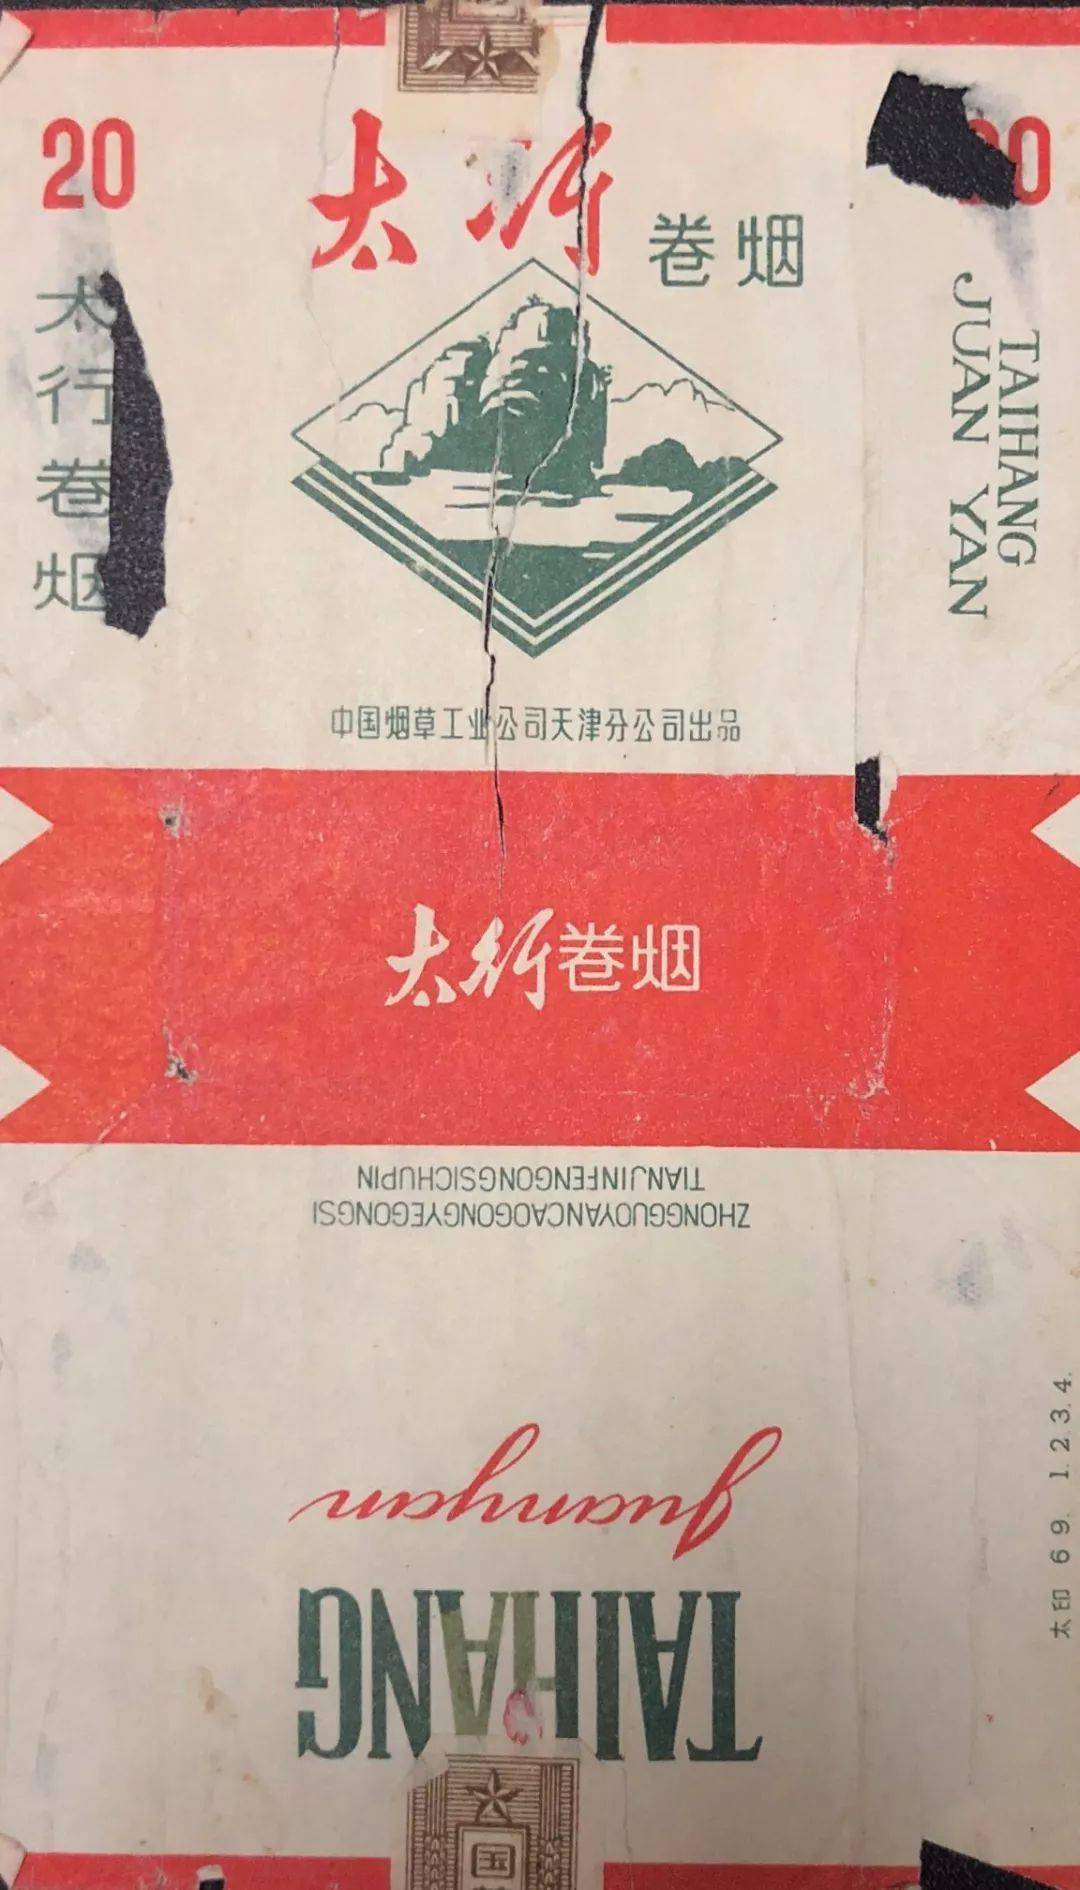 20
太行
卷烟
太行卷烟
TAIHANG
JUAN YAN
中国烟草工业公司天津分公司出品
太行卷烟
ZHONGGUOYANCAOGONGYEGONGSI
TIANJINFENGONGSICHUPIN
TAIHANG
juanyan
太印 69. 1.2.3.4.
国